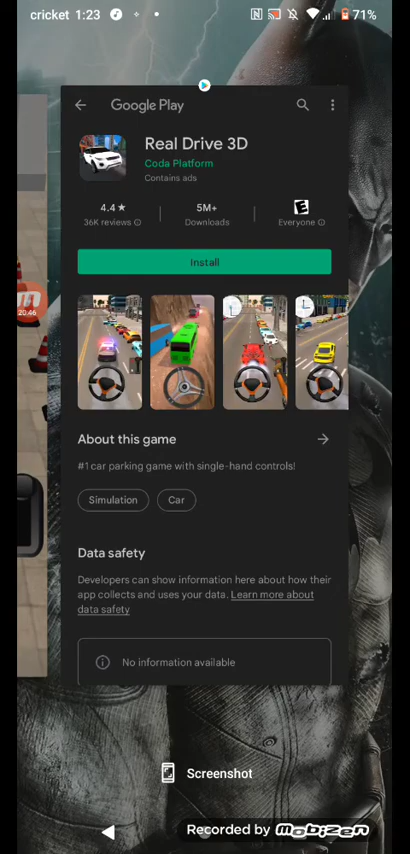 cricket 1:23
71%
Google Play
Real Drive 3D
Coda Platform
Contains ads
4.4★
5M+
E
36K reviews
Downloads
Everyone
Install
20:46
About this game
#1 car parking game with single-hand controls!
Simulation
Car
Data safety
Developers can show information here about how their
app collects and uses your data. Learn more about
data safety
No information available
Screenshot
Recorded by Mobizen